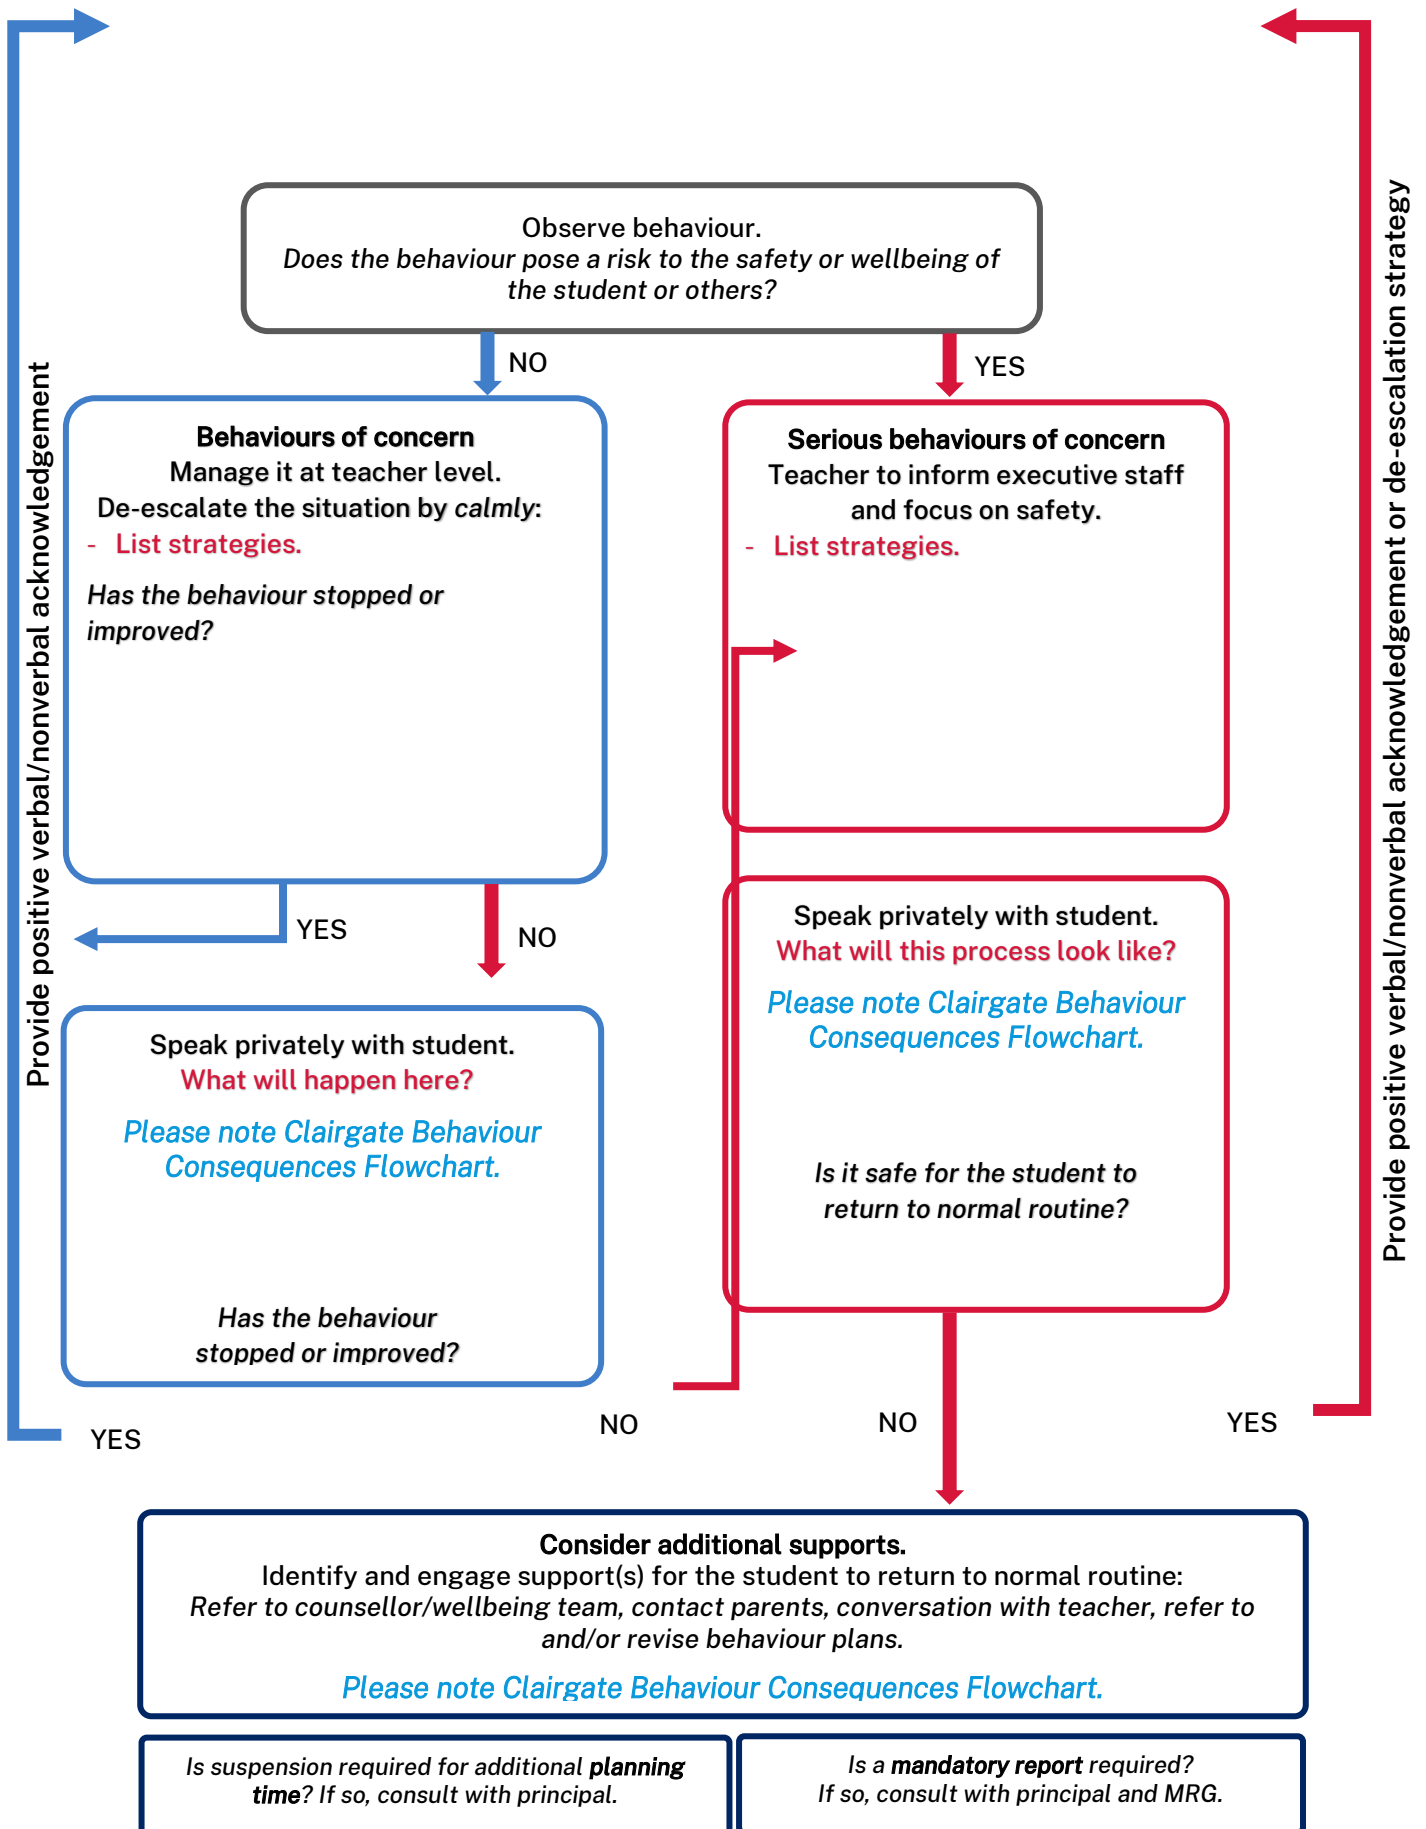 Observe behaviour.
Does the behaviour pose a risk to the safety or wellbeing of
the student or others?
NO
YES
Provide positive verbal/nonverbal acknowledgement
Behaviours of concern
Manage it at teacher level.
De-escalate the situation by calmly:
- List strategies.
Has the behaviour stopped or
improved?
Serious behaviours of concern
Teacher to inform executive staff
and focus on safety.
- List strategies.
Provide positive verbal/nonverbal acknowledgement or de-escalation strategy
YES
NO
Speak privately with student.
What will happen here?
Please note Clairgate Behaviour
Consequences Flowchart.
Has the behaviour
stopped or improved?
Speak privately with student.
What will this process look like?
Please note Clairgate Behaviour
Consequences Flowchart.
Is it safe for the student to
return to normal routine?
YES
NO
NO
YES
Consider additional supports.
Identify and engage support(s) for the student to return to normal routine:
Refer to counsellor/wellbeing team, contact parents, conversation with teacher, refer to
and/or revise behaviour plans.
Please note Clairgate Behaviour Consequences Flowchart.
Is suspension required for additional planning
time? If so, consult with principal.
Is a mandatory report required?
If so, consult with principal and MRG.